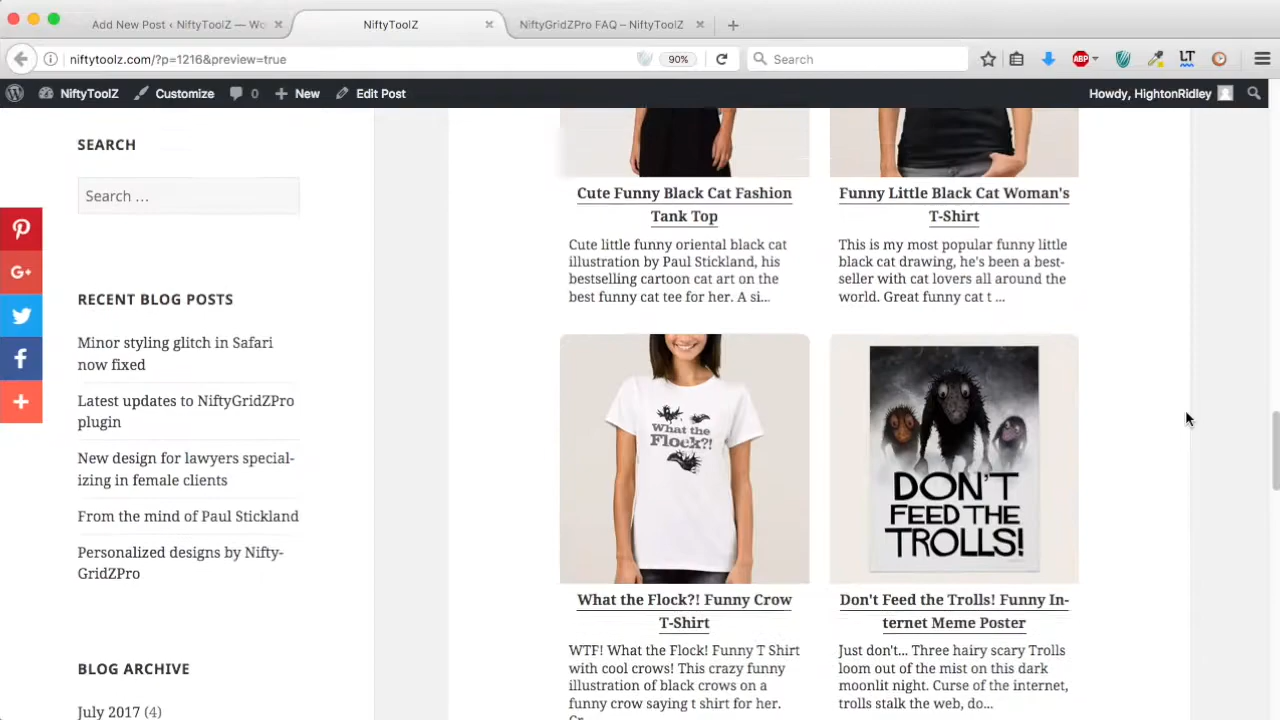 Add New Post ‹ NiftyToolZ — Wo
NiftyToolZ
NiftyGridZPro FAQ – NiftyToolZ
niftytoolz.com/?p=1216&preview=true
90%
Search
ABP
LT
NiftyToolZ
Customize
0
New
Edit Post
Howdy, HightonRidley
SEARCH
Search …
RECENT BLOG POSTS
Minor styling glitch in Safari
now fixed
Latest updates to NiftyGridZPro
plugin
New design for lawyers special-
izing in female clients
From the mind of Paul Stickland
Personalized designs by Nifty-
GridZPro
BLOG ARCHIVE
July 2017 (4)
Cute Funny Black Cat Fashion
Tank Top
Cute little funny oriental black cat
illustration by Paul Stickland, his
bestselling cartoon cat art on the
best funny cat tee for her. A si...
Funny Little Black Cat Woman's
T-Shirt
This is my most popular funny little
black cat drawing, he's been a best-
seller with cat lovers all around the
world. Great funny cat t ...
What the
Flock?!
What the Flock?! Funny Crow
T-Shirt
WTF! What the Flock! Funny T Shirt
with cool crows! This crazy funny
illustration of black crows on a
funny crow saying t shirt for her.
DON'T
FEED THE
TROLLS!
Don't Feed the Trolls! Funny In-
ternet Meme Poster
Just don't... Three hairy scary Trolls
loom out of the mist on this dark
moonlit night. Curse of the internet,
trolls stalk the web, do...